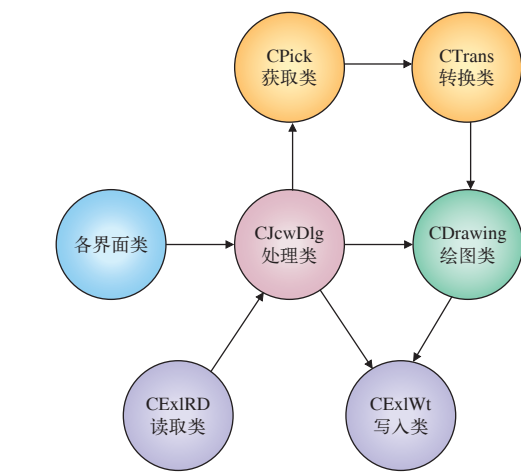 CPick
获取类
CTrans
转换类
各界面类
CJcwDlg
处理类
CDrawing
绘图类
CExlRD
读取类
CExlWt
写入类